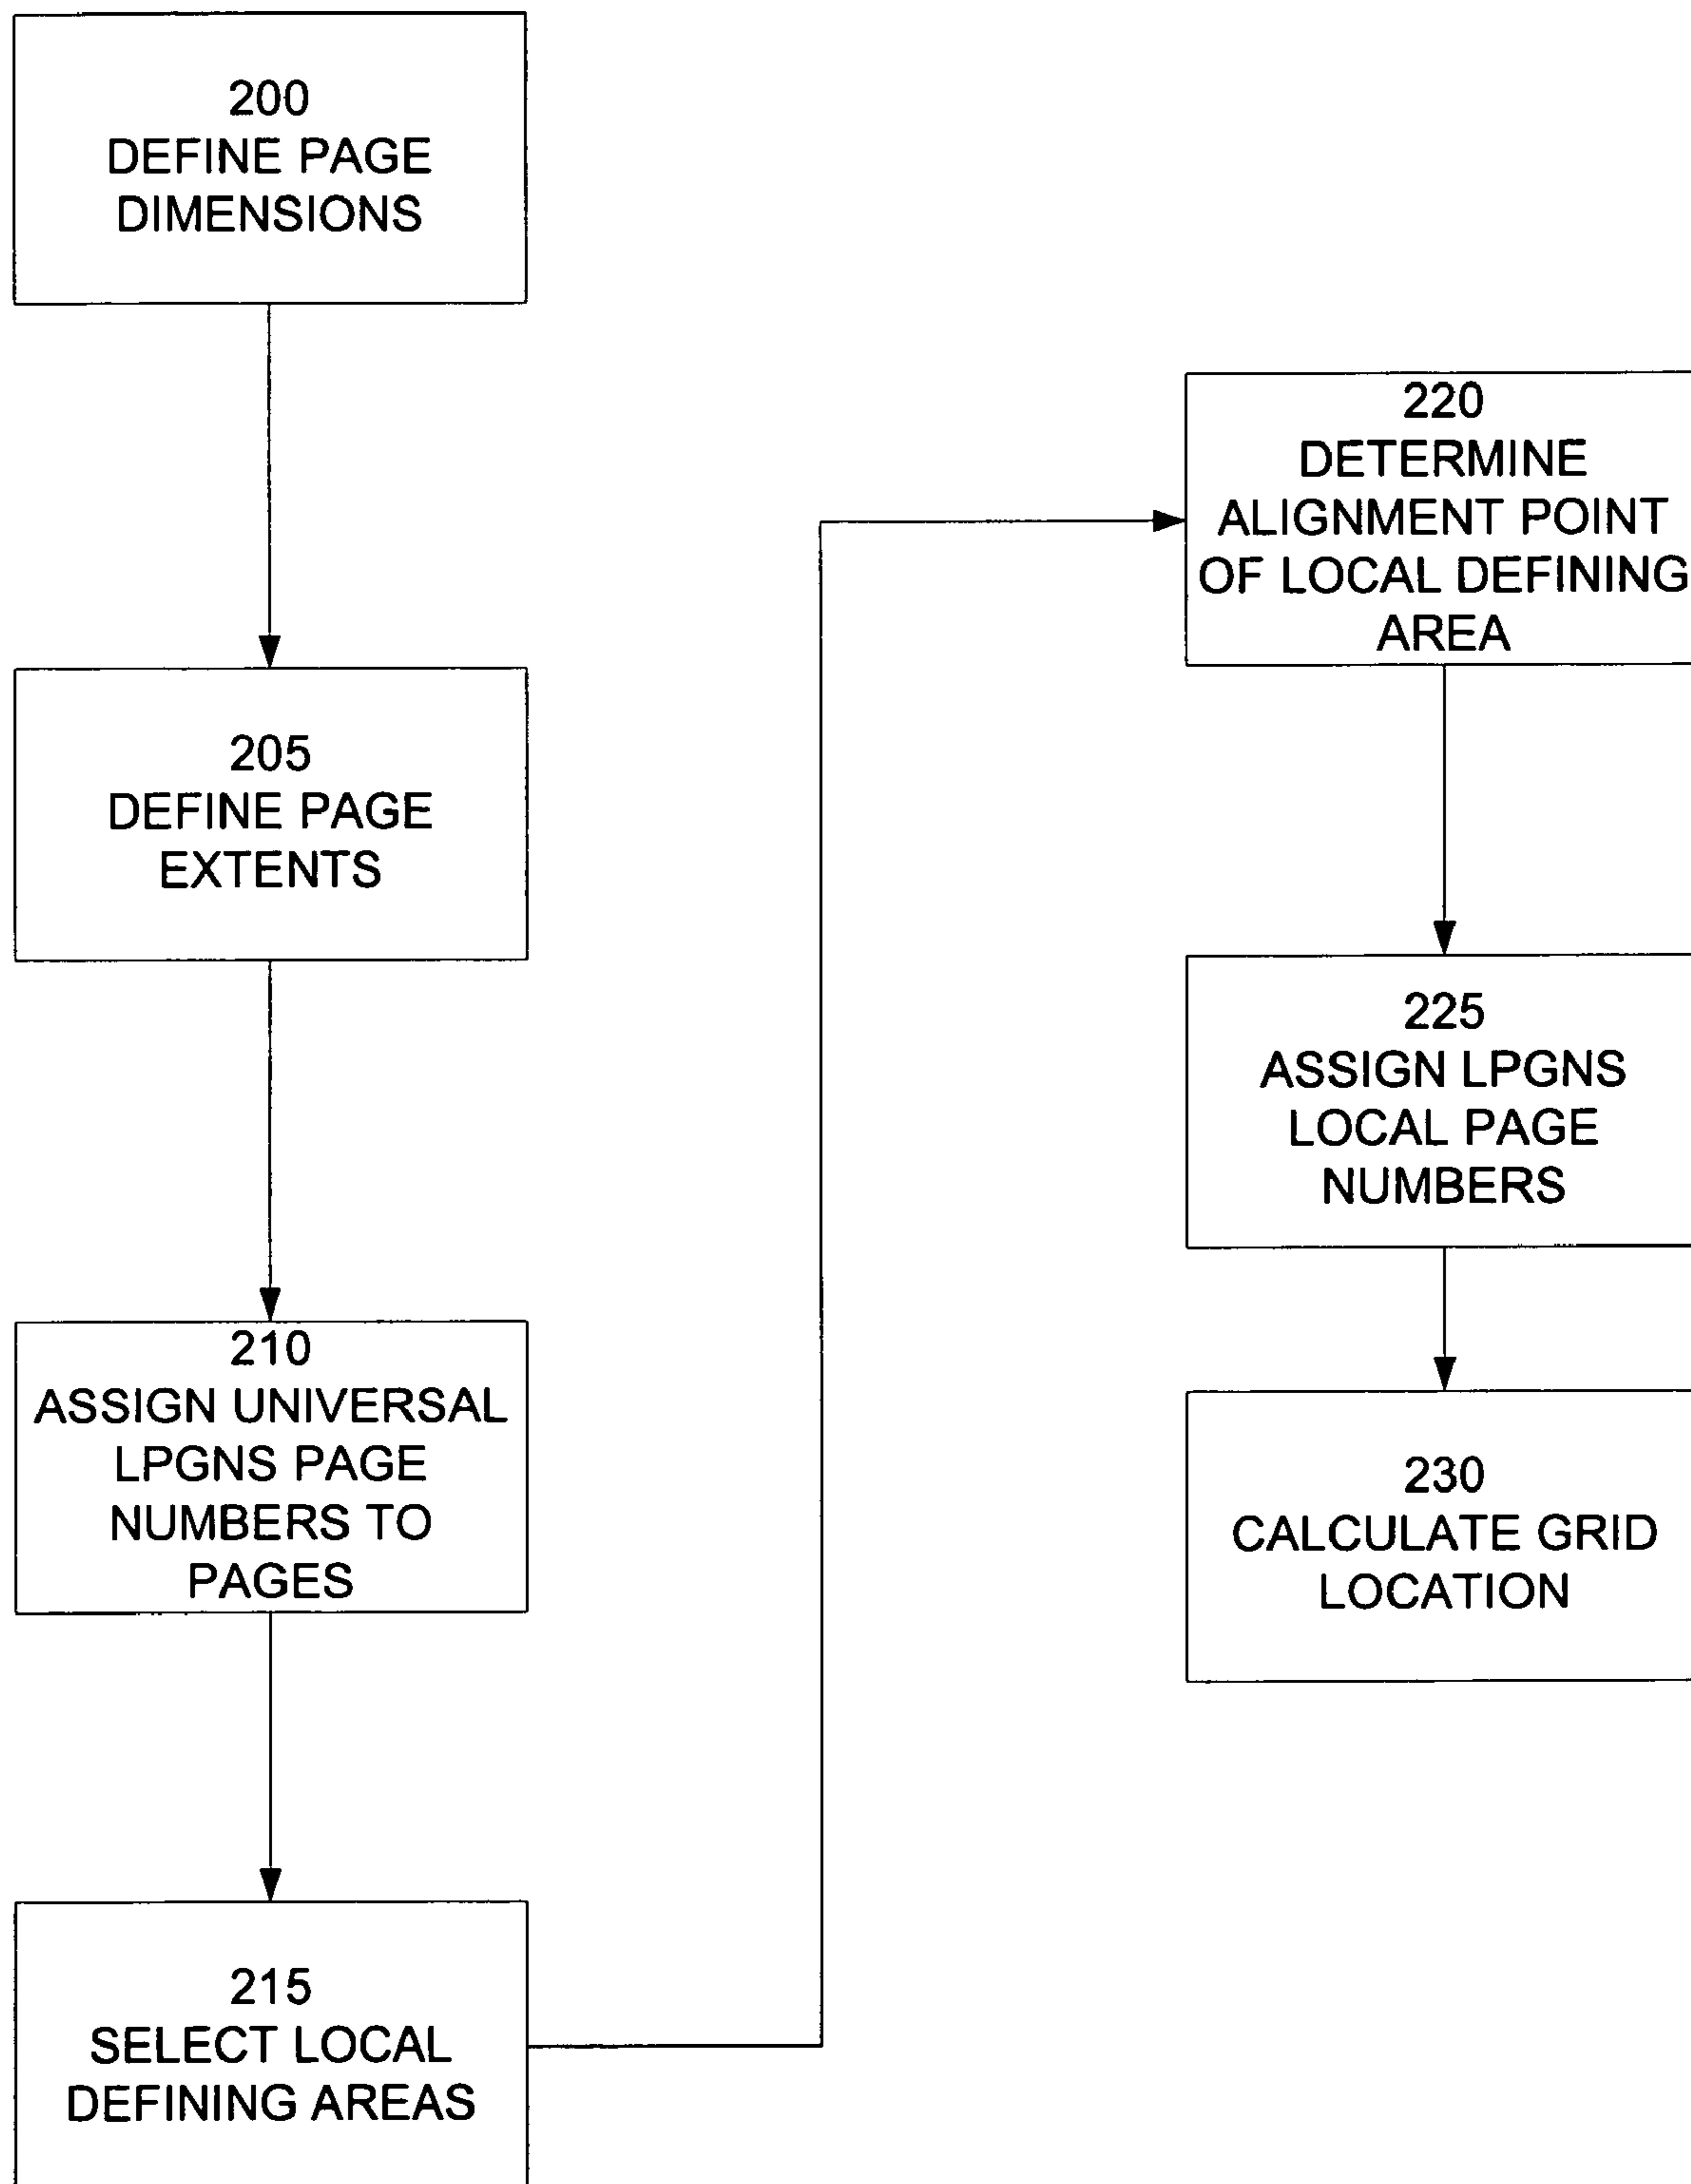 200
DEFINE PAGE
DIMENSIONS
205
DEFINE PAGE
EXTENTS
210
ASSIGN UNIVERSAL
LPGNS PAGE
NUMBERS TO
PAGES
215
SELECT LOCAL
DEFINING AREAS
220
DETERMINE
ALIGNMENT POINT
OF LOCAL DEFINING
AREA
225
ASSIGN LPGNS
LOCAL PAGE
NUMBERS
230
CALCULATE GRID
LOCATION